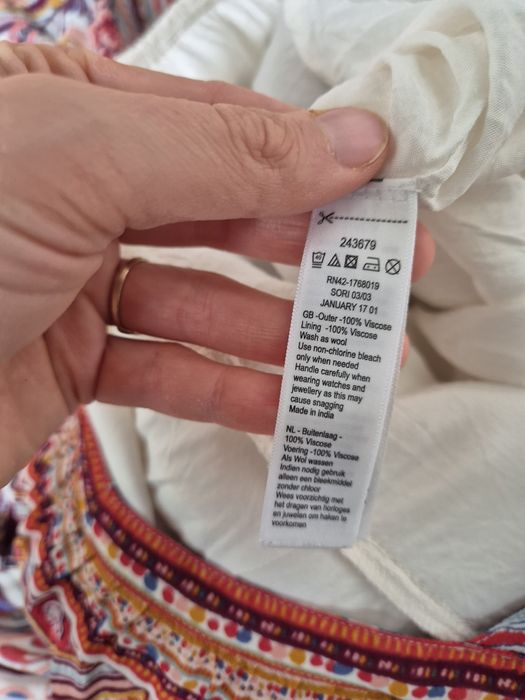 243679
40
RN42-1768019
SORI 03/03
JANUARY 17 01
GB -Outer -100% Viscose
Lining -100% Viscose
Wash as wool
Use non-chlorine bleach
only when needed
Handle carefully when
wearing watches and
jewellery as this may
cause snagging
Made in india
NL - Buitenlaag -
100% Viscose
Voering -100% Viscose
Als Wol wassen
Indien nodig gebruik
alleen een bleekmiddel
zonder chloor
Wees voorzichtig met
het dragen van horloges
en juwelen om haken te
voorkomen